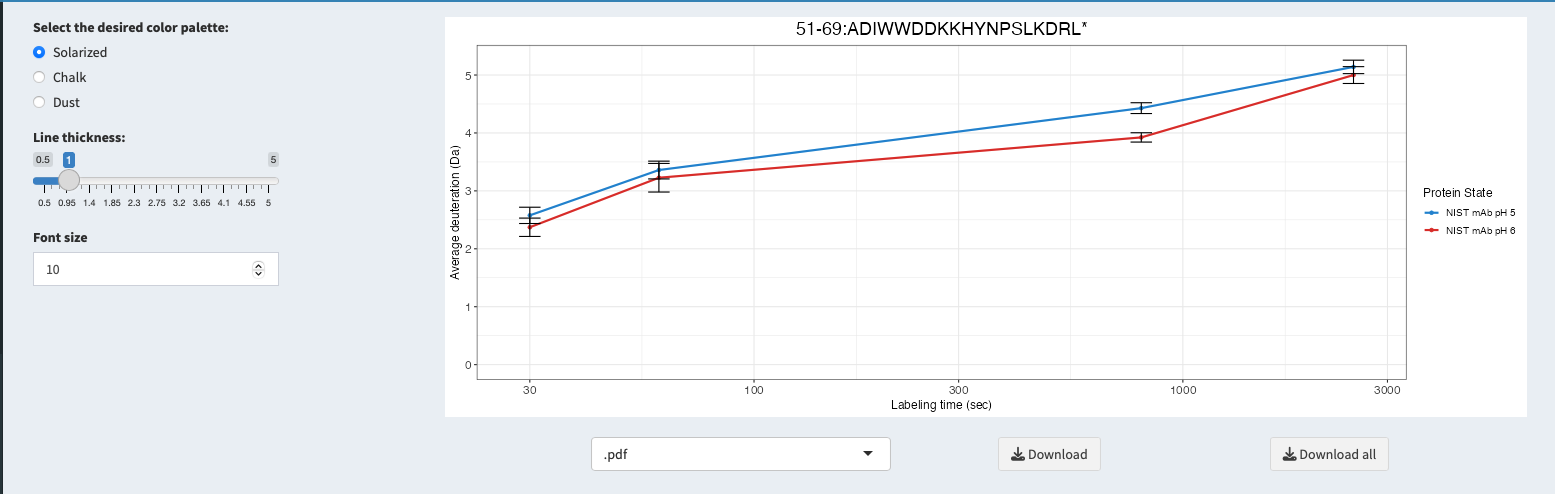 Select the desired color palette:
Solarized
Chalk
Dust
Line thickness:
0.5 1 5
0.5 0.95 1.4 1.85 2.3 2.75 3.2 3.65 4.1 4.55 5
Font size
10
51-69:ADIWWDDKKHYNPSLKDRL*
Average deuteration (Da)
5
4
3
2
1
0
30 100 300 1000 3000
Labeling time (sec)
Protein State
NIST mAb pH 5
NIST mAb pH 6
.pdf
Download
Download all